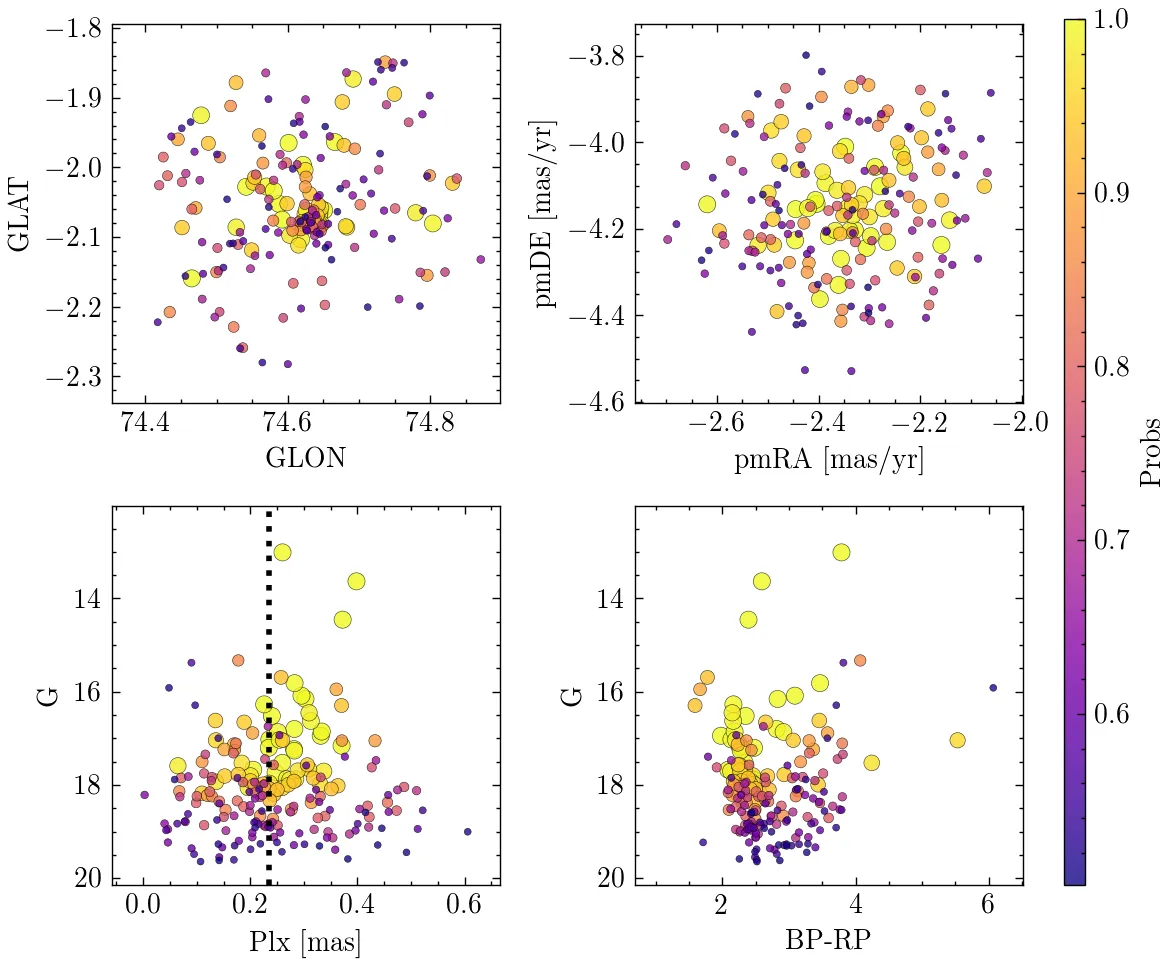 −1.8
−1.9
−2.0
−2.1
−2.2
−2.3
GLAT
74.4 74.6 74.8
GLON
−3.8
−4.0
−4.2
−4.4
−4.6
pmDE [mas/yr]
−2.6 −2.4 −2.2 −2.0
pmRA [mas/yr]
1.0
0.9
0.8
0.7
0.6
Probs
14
16
18
20
G
0.0 0.2 0.4 0.6
Plx [mas]
14
16
18
20
G
2 4 6
BP-RP